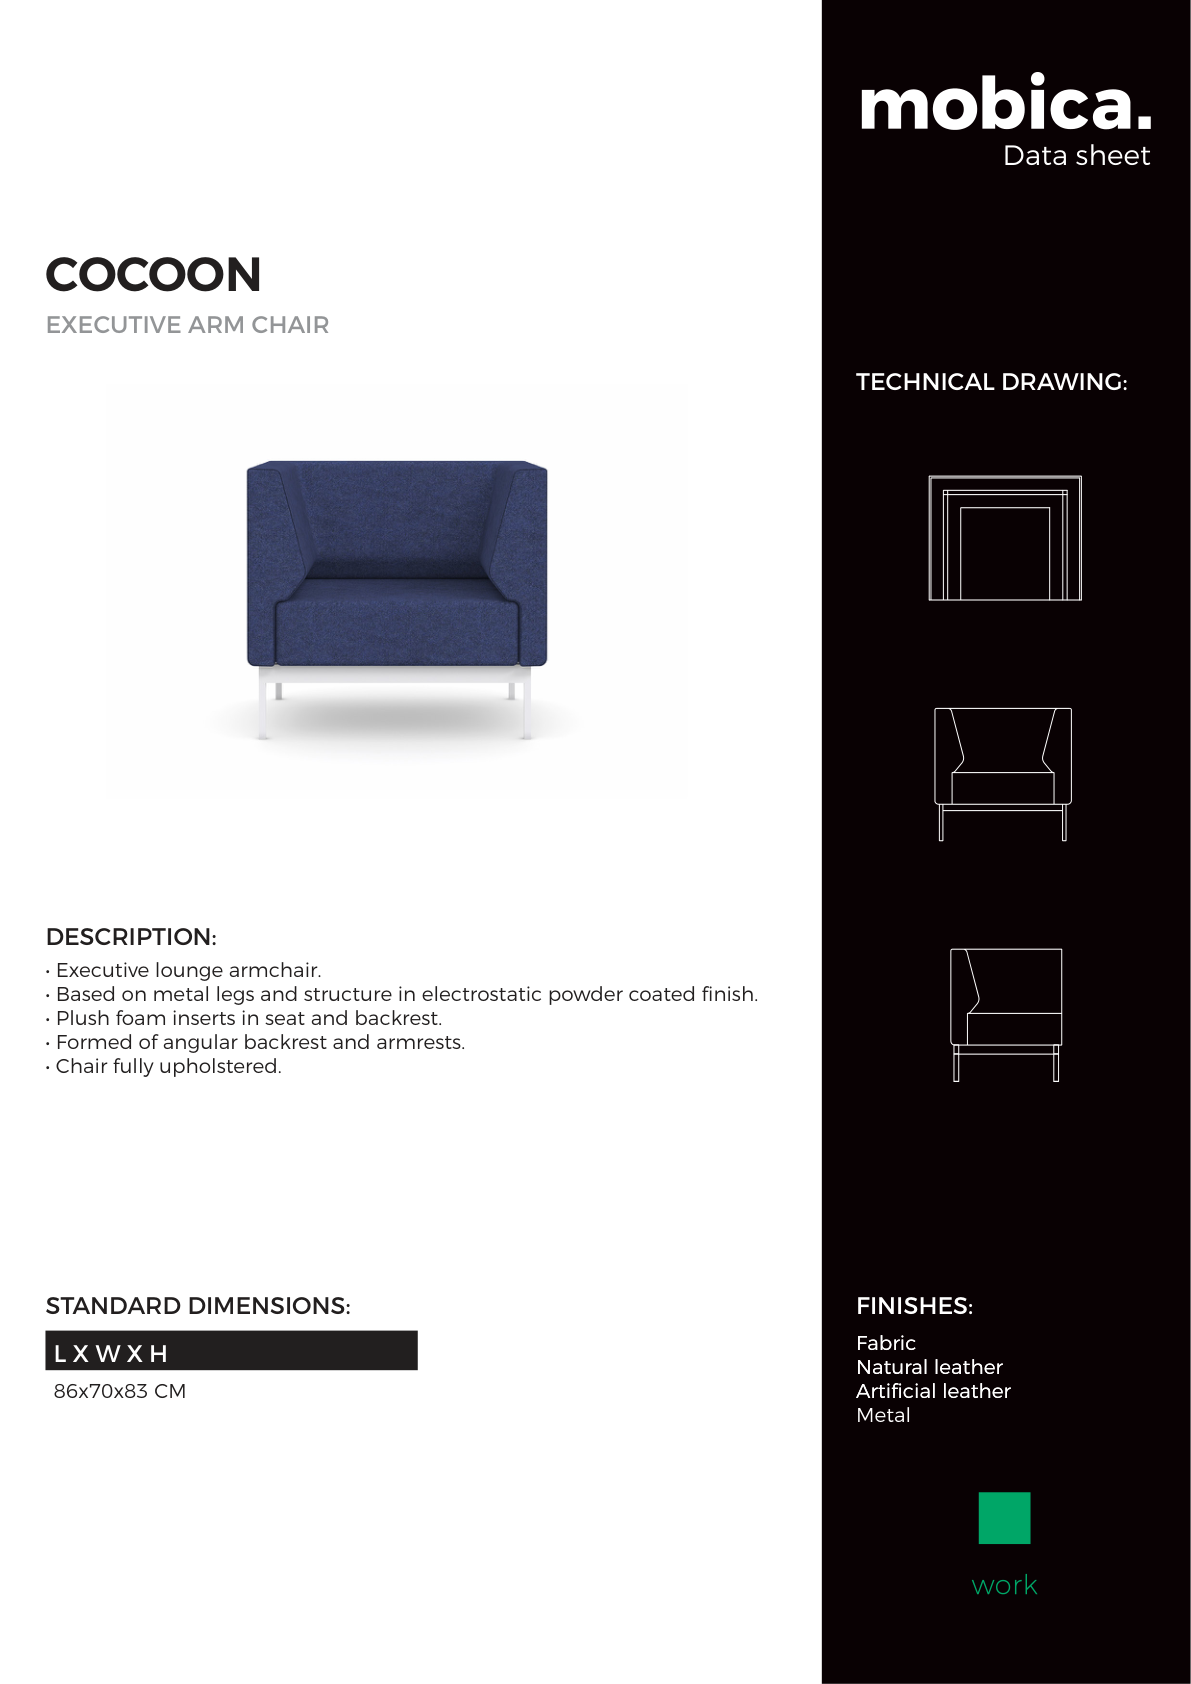 mobica.
Data sheet
COCOON
EXECUTIVE ARM CHAIR
TECHNICAL DRAWING:
DESCRIPTION:
• Executive lounge armchair.
• Based on metal legs and structure in electrostatic powder coated finish.
• Plush foam inserts in seat and backrest.
• Formed of angular backrest and armrests.
• Chair fully upholstered.
STANDARD DIMENSIONS:
L X W X H
86x70x83 CM
FINISHES:
Fabric
Natural leather
Artificial leather
Metal
work